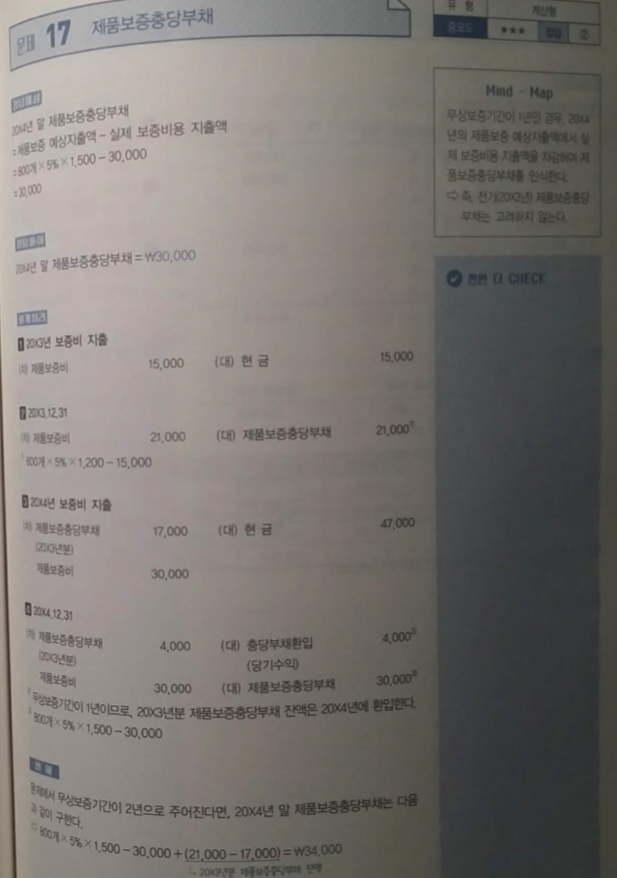 문제 17 제품보증충당부채
유 형 계산형
중요도 ★★★ 정답 ②
정답해설
20X4년 말 제품보증충당부채
= 제품보증 예상지출액 - 실제 보증비용 지출액
= 800개 × 5% × 1,500 - 30,000
= 30,000
Mind - Map
무상보증기간이 1년인 경우, 20X4
년의 제품보증 예상지출액에서 실
제 보증비용 지출액을 차감하여 제
품보증충당부채를 인식한다.
⇨ 즉, 전기(20X3년) 제품보증충당
부채는 고려하지 않는다.
20X4년 말 제품보증충당부채 = ₩30,000
한번 더 CHECK
회계처리
1 20X3년 보증비 지출
(차) 제품보증비 15,000 (대) 현 금 15,000
2 20X3.12.31
(차) 제품보증비 21,000 (대) 제품보증충당부채 21,000¹⁾
¹⁾ 600개 × 5% × 1,200 - 15,000
3 20X4년 보증비 지출
(차) 제품보증충당부채 17,000 (대) 현 금 47,000
(20X3년분)
제품보증비 30,000
4 20X4.12.31
(차) 제품보증충당부채 4,000 (대) 충당부채환입 4,000²⁾
(20X3년분) (당기수익)
제품보증비 30,000 (대) 제품보증충당부채 30,000³⁾
²⁾ 무상보증기간이 1년이므로, 20X3년분 제품보증충당부채 잔액은 20X4년에 환입한다.
³⁾ 800개 × 5% × 1,500 - 30,000
문제에서 무상보증기간이 2년으로 주어진다면, 20X4년 말 제품보증충당부채는 다음
과 같이 구한다.
⇨ 800개 × 5% × 1,500 - 30,000 + (21,000 - 17,000) = ₩34,000
20X3년분 제품보증충당부채 잔액